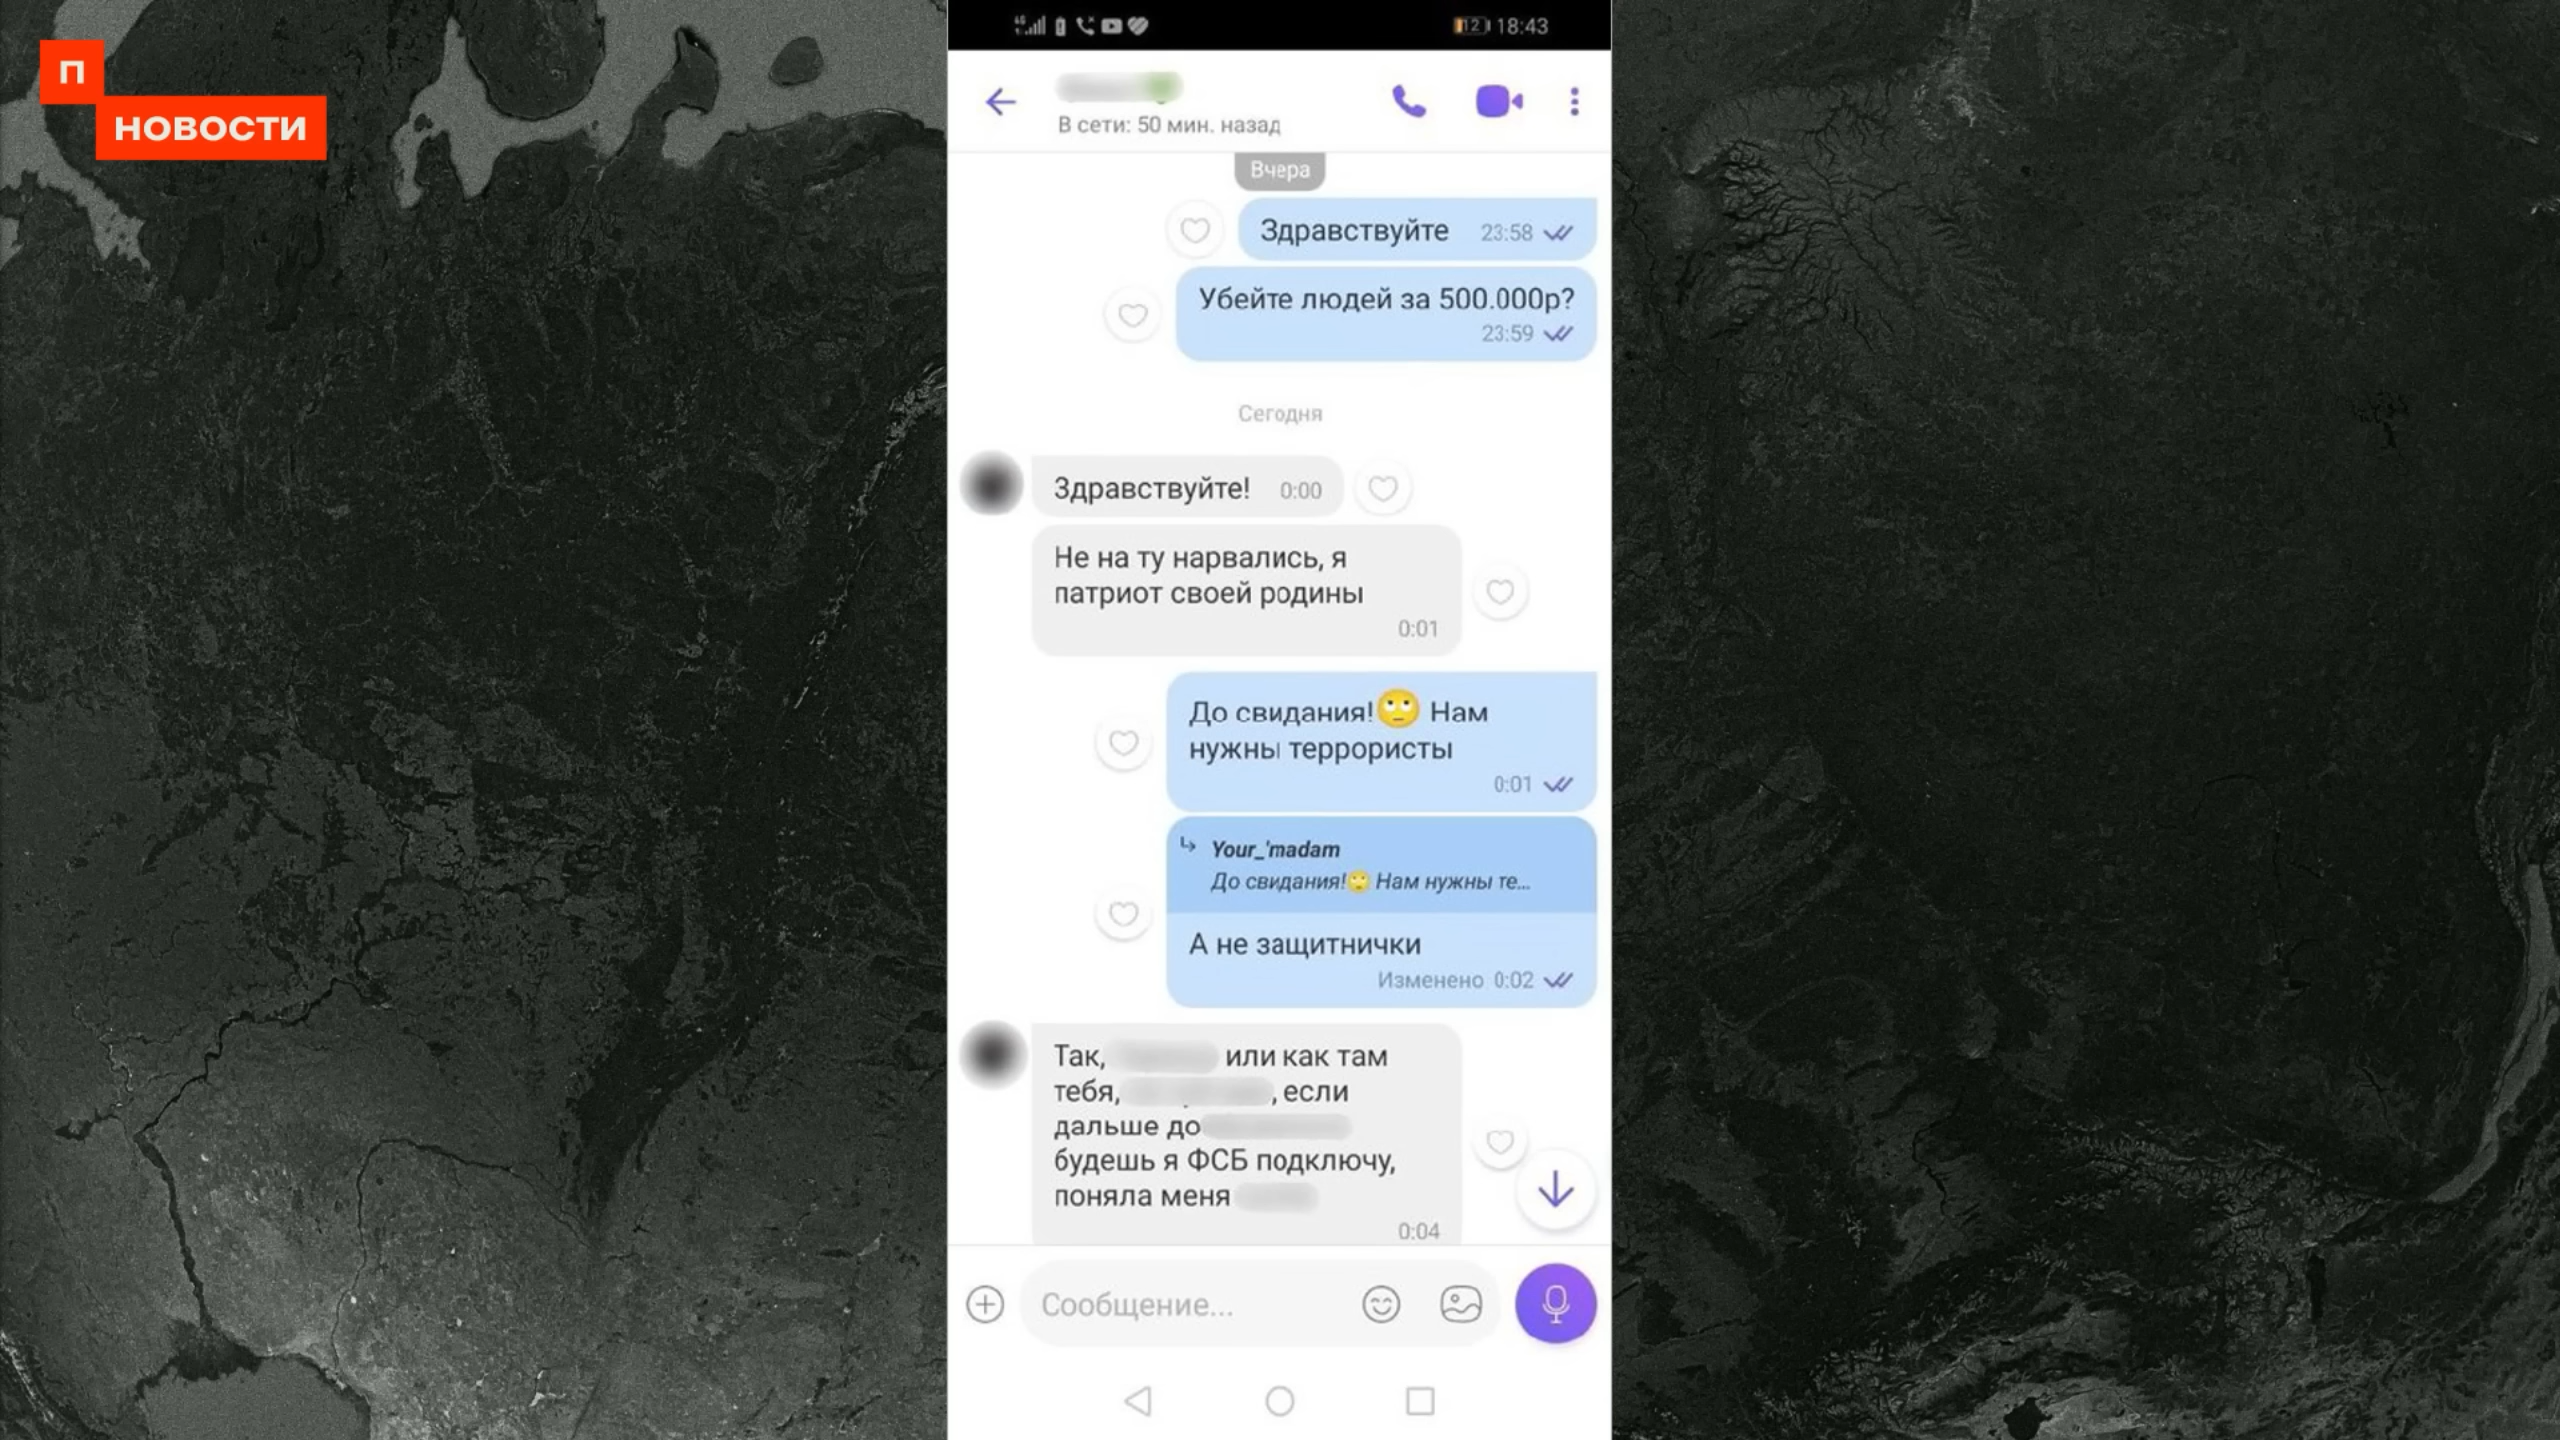 П
НОВОСТИ
12 18:43
В сети: 50 мин. назад
Вчера
Здравствуйте 23:58
Убейте людей за 500.000р?
23:59
Сегодня
Здравствуйте! 0:00
Не на ту нарвались, я
патриот своей родины
0:01
До свидания!🙄 Нам
нужны террористы
0:01
Your_'madam
До свидания!🙄 Нам нужны те...
А не защитнички
Изменено 0:02
Так, или как там
тебя, , если
дальше до
будешь я ФСБ подключу,
поняла меня
0:04
Сообщение...